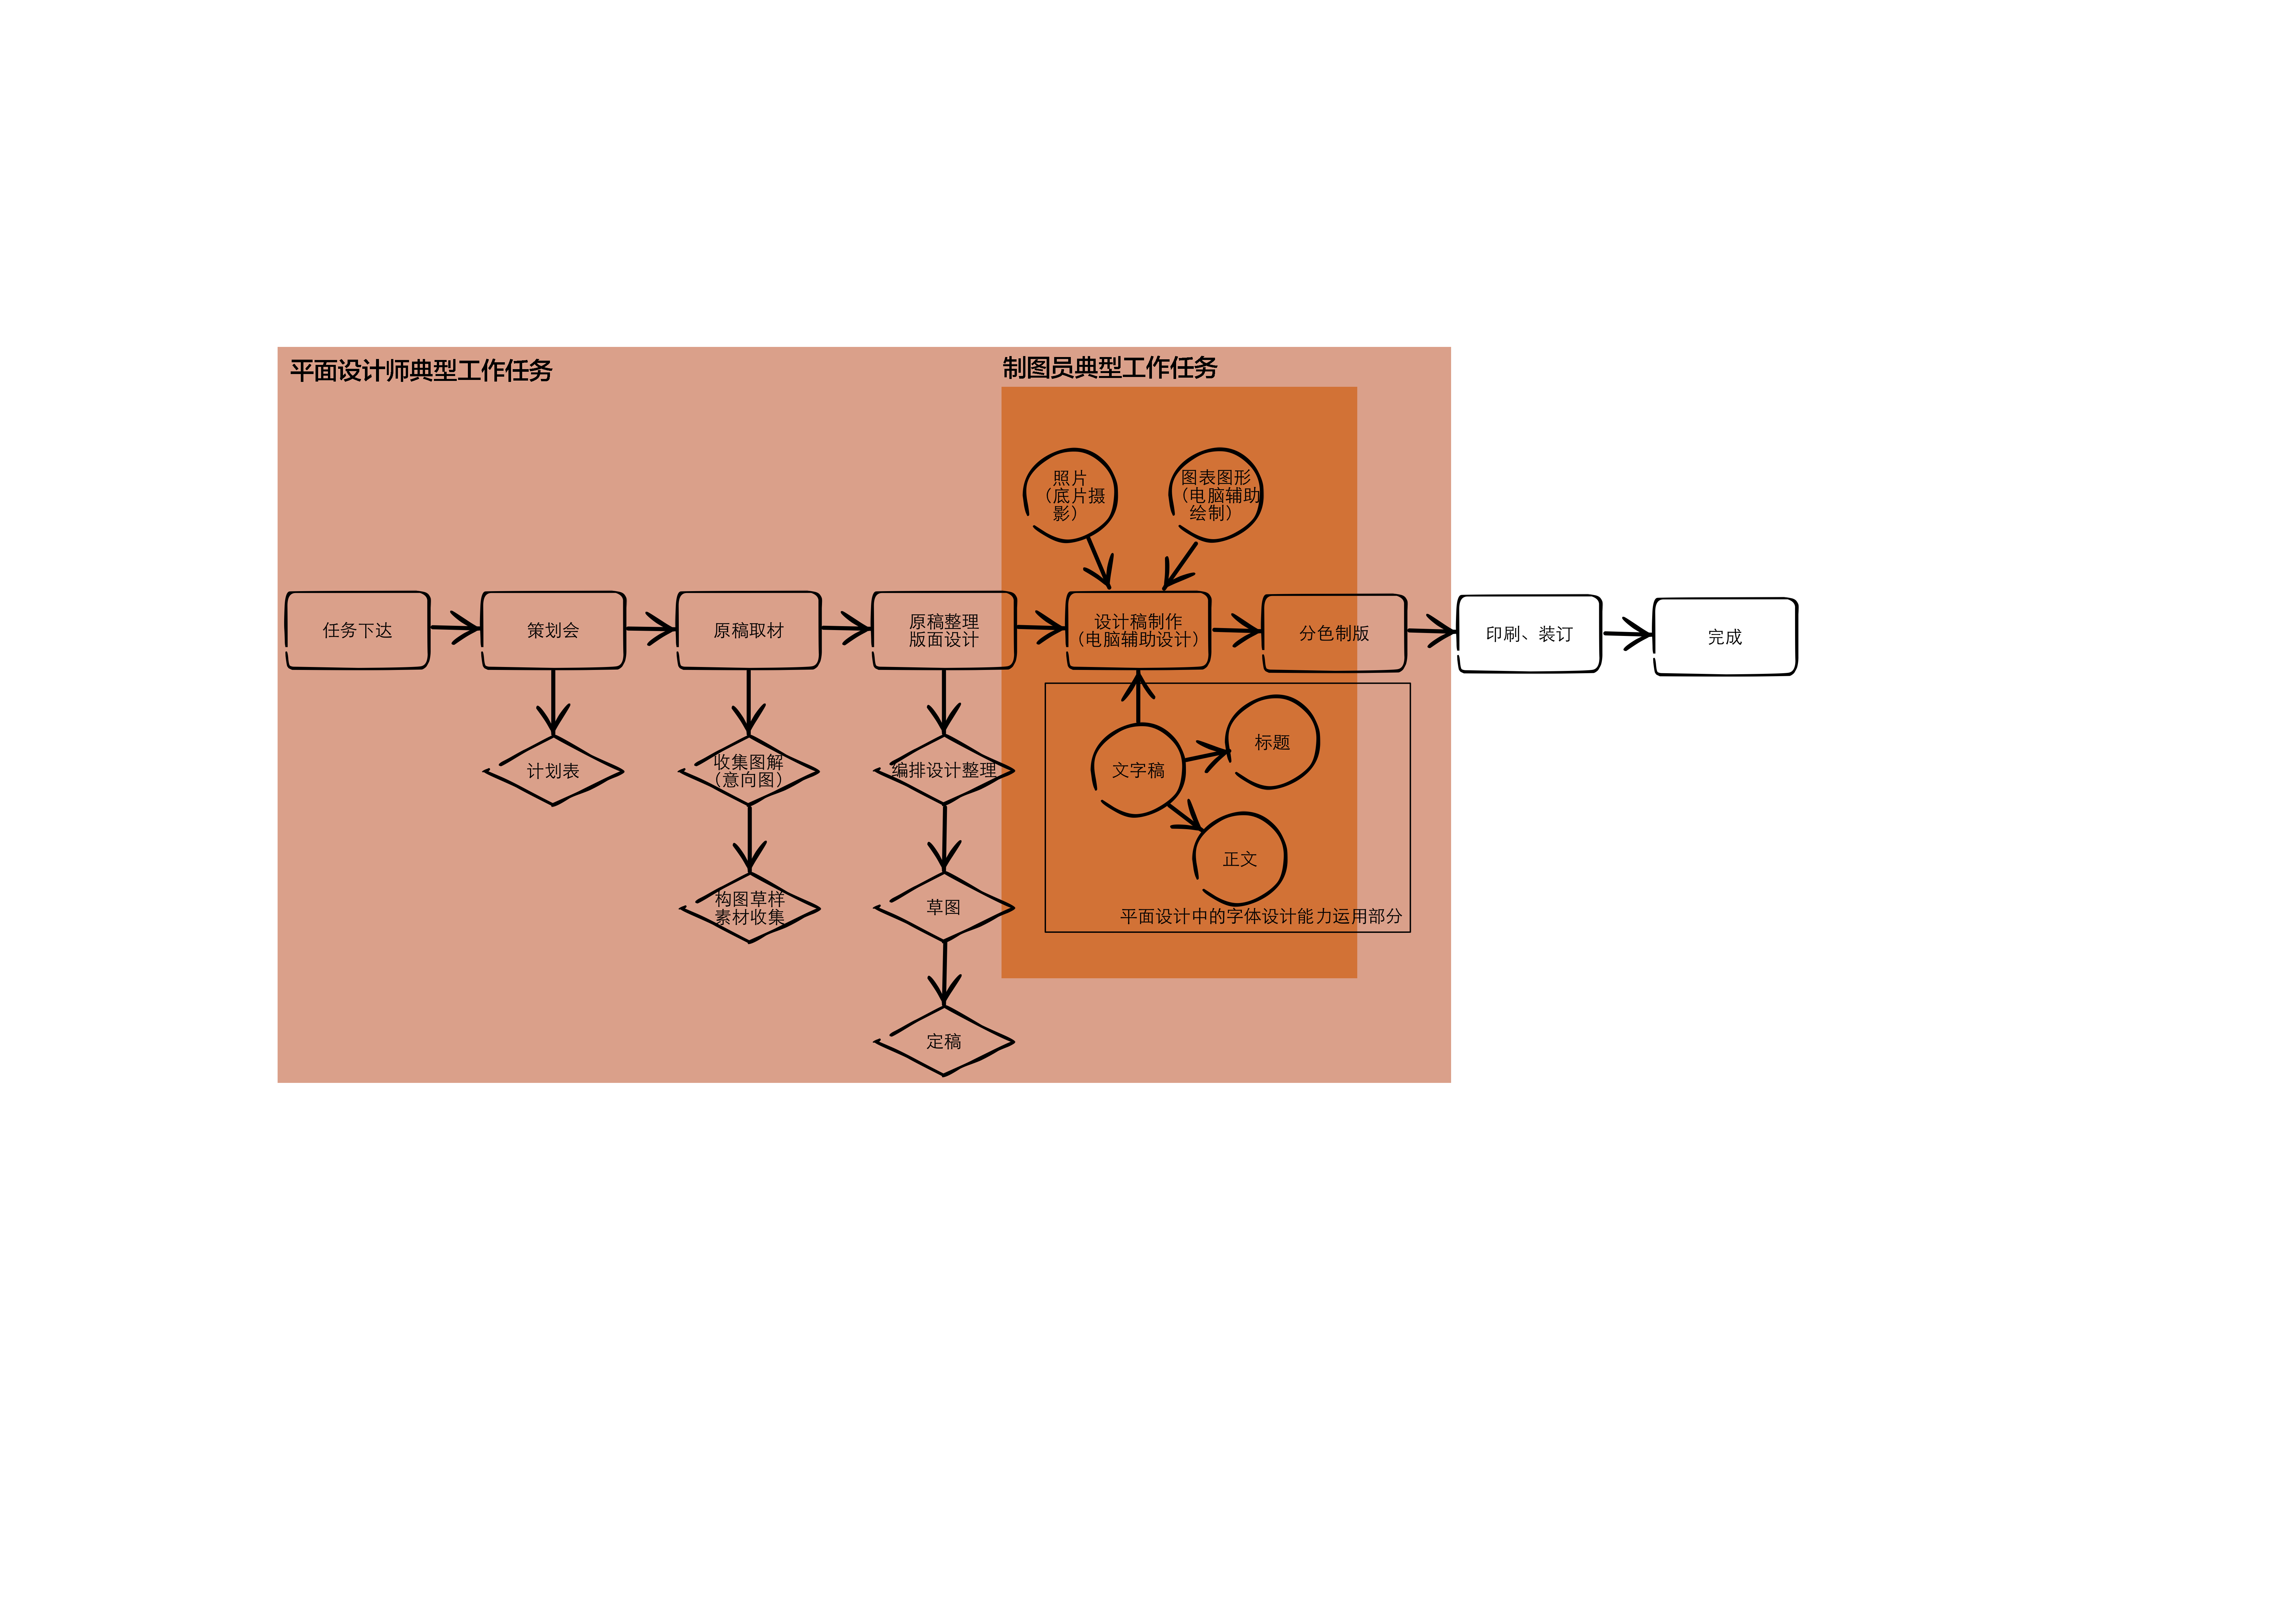 平面设计师典型工作任务
制图员典型工作任务
照片
（底片摄
影）
图表图形
（电脑辅助
绘制）
任务下达
策划会
原稿取材
原稿整理
版面设计
设计稿制作
（电脑辅助设计）
分色制版
印刷、装订
完成
计划表
收集图解
（意向图）
构图草样
素材收集
编排设计整理
草图
定稿
文字稿
标题
正文
平面设计中的字体设计能力运用部分